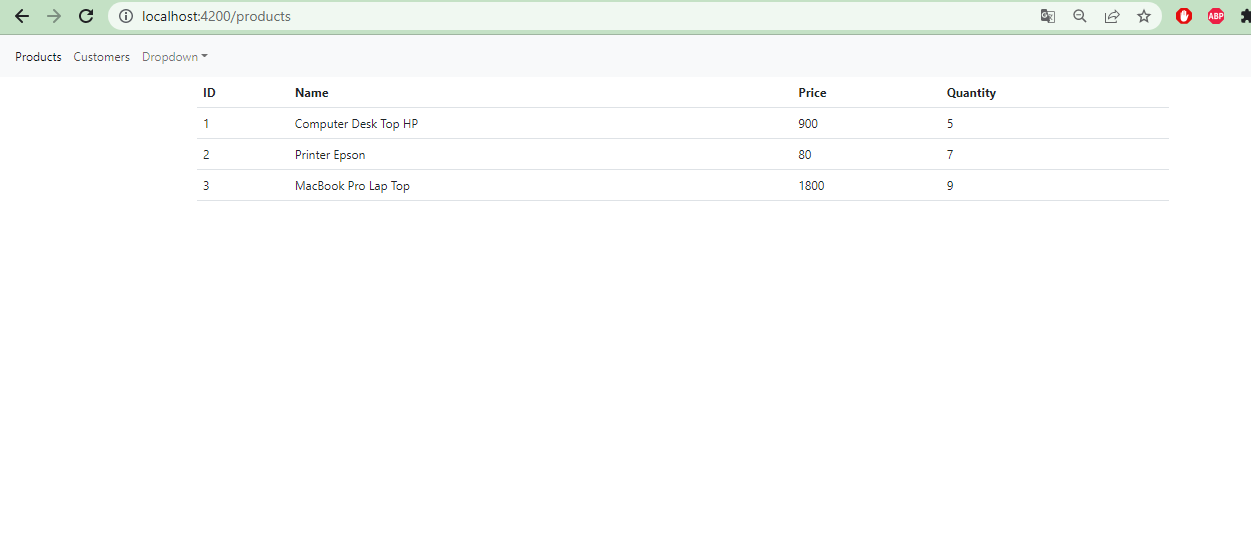 localhost:4200/products
ABP
Products Customers Dropdown
ID Name Price Quantity
1 Computer Desk Top HP 900 5
2 Printer Epson 80 7
3 MacBook Pro Lap Top 1800 9